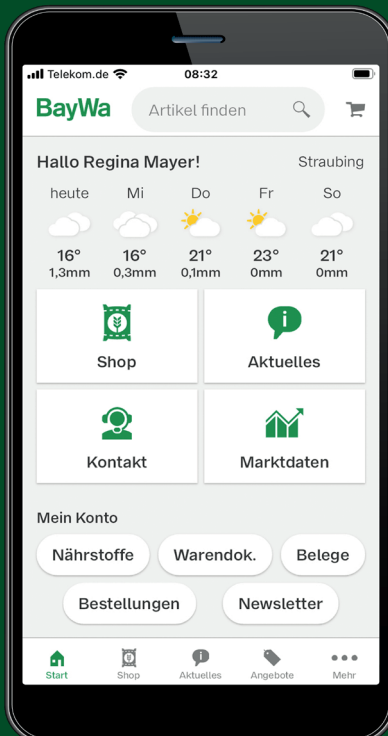 Telekom.de 08:32
BayWa Artikel finden
Hallo Regina Mayer! Straubing
heute Mi Do Fr So
16° 16° 21° 23° 21°
1,3mm 0,3mm 0,1mm 0mm 0mm
Shop Aktuelles
Kontakt Marktdaten
Mein Konto
Nährstoffe Warendok. Belege
Bestellungen Newsletter
Start Shop Aktuelles Angebote Mehr